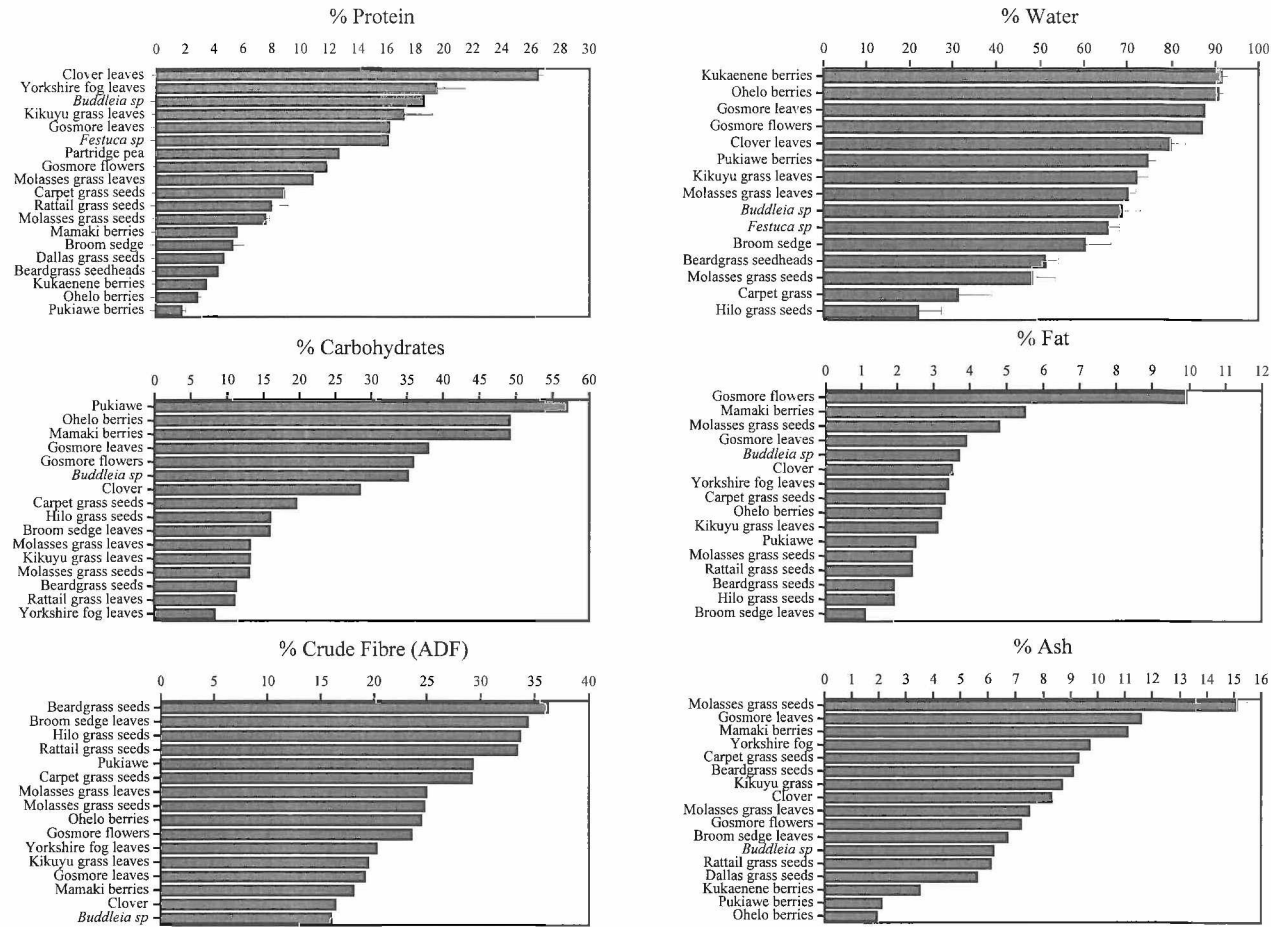 % Protein
0 2 4 6 8 10 12 14 16 18 20 22 24 26 28 30
Clover leaves
Yorkshire fog leaves
Buddleia sp
Kikuyu grass leaves
Gosmore leaves
Festuca sp
Partridge pea
Gosmore flowers
Molasses grass leaves
Carpet grass seeds
Rattail grass seeds
Molasses grass seeds
Mamaki berries
Broom sedge
Dallas grass seeds
Beardgrass seedheads
Kukaenene berries
Ohelo berries
Pukiawe berries
% Water
0 10 20 30 40 50 60 70 80 90 100
Kukaenene berries
Ohelo berries
Gosmore leaves
Gosmore flowers
Clover leaves
Pukiawe berries
Kikuyu grass leaves
Molasses grass leaves
Buddleia sp
Festuca sp
Broom sedge
Beardgrass seedheads
Molasses grass seeds
Carpet grass
Hilo grass seeds
% Carbohydrates
0 5 10 15 20 25 30 35 40 45 50 55 60
Pukiawe
Ohelo berries
Mamaki berries
Gosmore leaves
Gosmore flowers
Buddleia sp
Clover
Carpet grass seeds
Hilo grass seeds
Broom sedge leaves
Molasses grass leaves
Kikuyu grass leaves
Molasses grass seeds
Beardgrass seeds
Rattail grass leaves
Yorkshire fog leaves
% Fat
0 1 2 3 4 5 6 7 8 9 10 11 12
Gosmore flowers
Mamaki berries
Molasses grass seeds
Gosmore leaves
Buddleia sp
Clover
Yorkshire fog leaves
Carpet grass seeds
Ohelo berries
Kikuyu grass leaves
Pukiawe
Molasses grass seeds
Rattail grass seeds
Beardgrass seeds
Hilo grass seeds
Broom sedge leaves
% Crude Fibre (ADF)
0 5 10 15 20 25 30 35 40
Beardgrass seeds
Broom sedge leaves
Hilo grass seeds
Rattail grass seeds
Pukiawe
Carpet grass seeds
Molasses grass leaves
Molasses grass seeds
Ohelo berries
Gosmore flowers
Yorkshire fog leaves
Kikuyu grass leaves
Gosmore leaves
Mamaki berries
Clover
Buddleia sp
% Ash
0 1 2 3 4 5 6 7 8 9 10 11 12 13 14 15 16
Molasses grass seeds
Gosmore leaves
Mamaki berries
Yorkshire fog
Carpet grass seeds
Beardgrass seeds
Kikuyu grass
Clover
Molasses grass leaves
Gosmore flowers
Broom sedge leaves
Buddleia sp
Rattail grass seeds
Dallas grass seeds
Kukaenene berries
Pukiawe berries
Ohelo berries